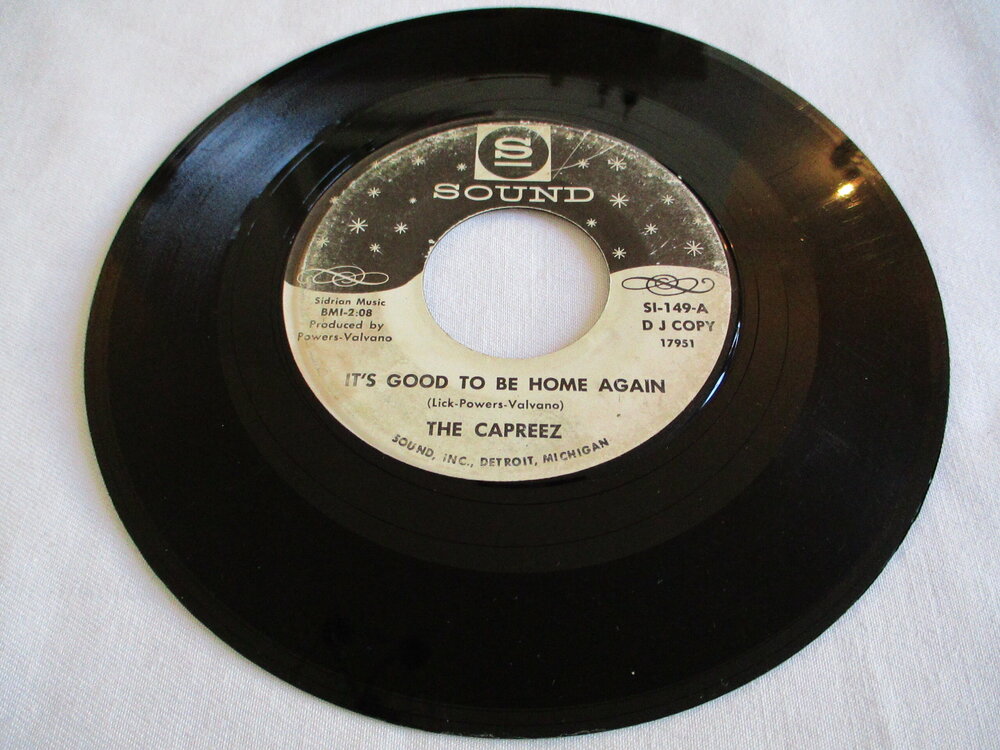 S
SOUND
Sidrian Music
BMI-2:08
Produced by
Powers-Valvano
SI-149-A
D J COPY
17951
IT'S GOOD TO BE HOME AGAIN
(Lick-Powers-Valvano)
THE CAPREEZ
SOUND, INC., DETROIT, MICHIGAN